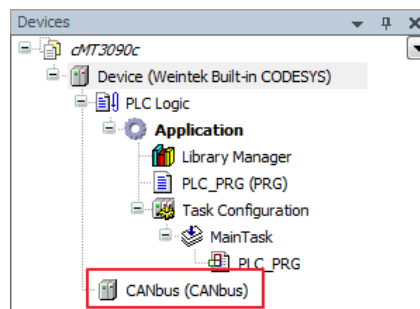 Devices
cMT3090c
Device (Weintek Built-in CODESYS)
PLC Logic
Application
Library Manager
PLC_PRG (PRG)
Task Configuration
MainTask
PLC_PRG
CANbus (CANbus)